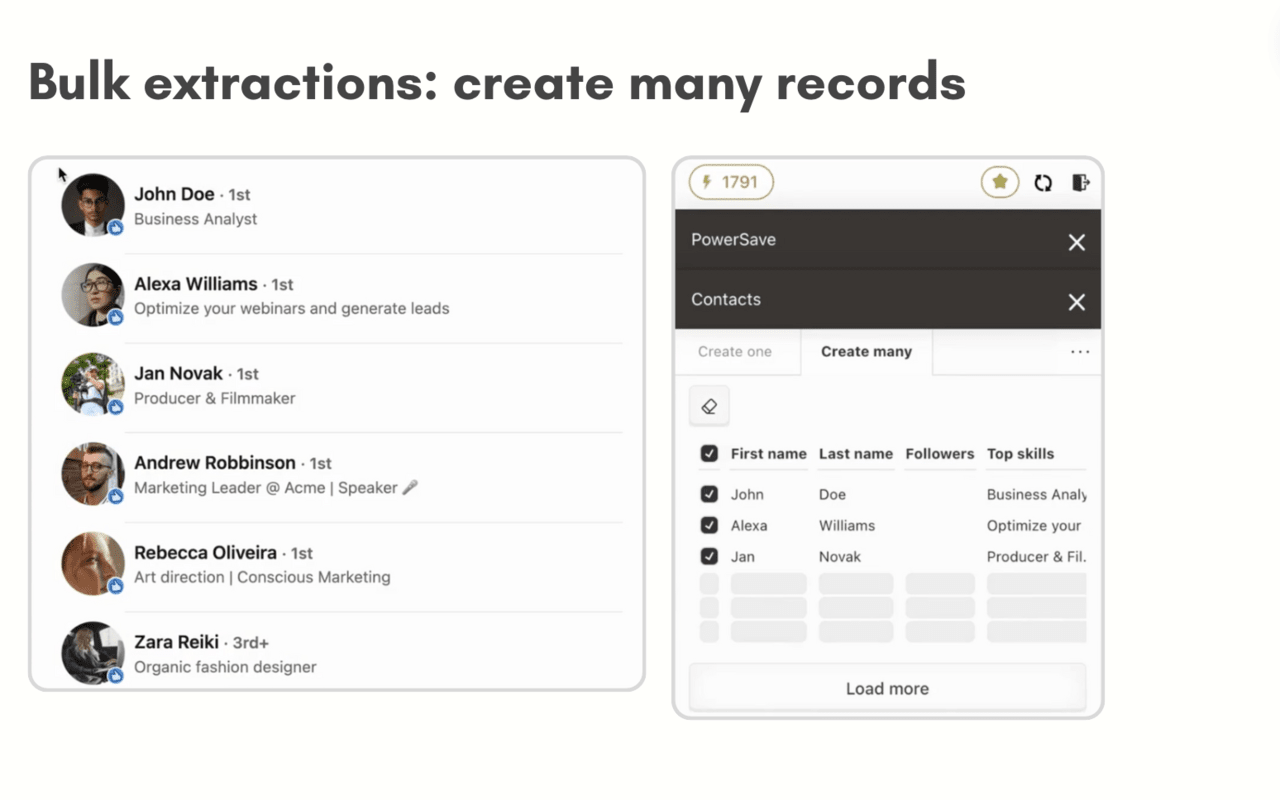 Bulk extractions: create many records
John Doe · 1st
Business Analyst
Alexa Williams · 1st
Optimize your webinars and generate leads
Jan Novak · 1st
Producer & Filmmaker
Andrew Robbinson · 1st
Marketing Leader @ Acme | Speaker 🎤
Rebecca Oliveira · 1st
Art direction | Conscious Marketing
Zara Reiki · 3rd+
Organic fashion designer
1791
PowerSave
Contacts
Create one Create many ...
First name Last name Followers Top skills
John Doe Business Analy
Alexa Williams Optimize your
Jan Novak Producer & Fil.
Load more